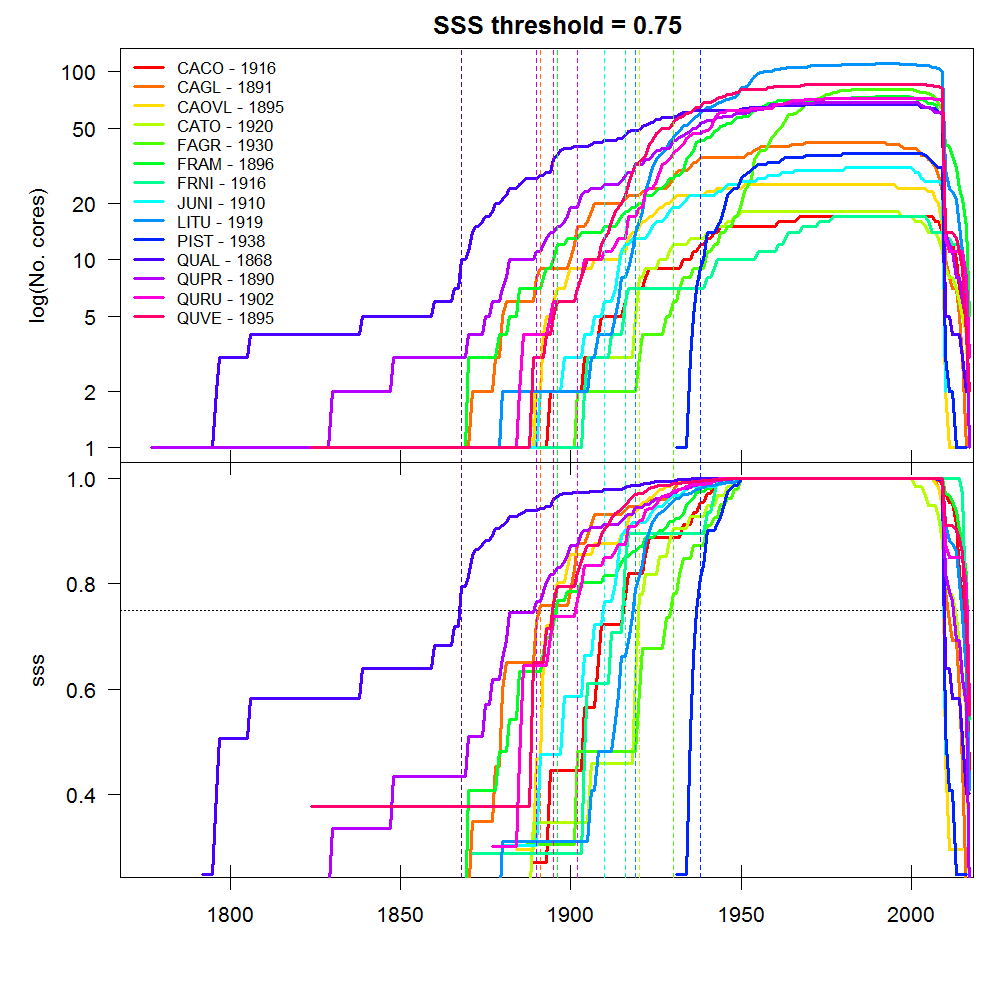 SSS threshold = 0.75
log(No. cores)
100
50
20
10
5
2
1
CACO - 1916
CAGL - 1891
CAOVL - 1895
CATO - 1920
FAGR - 1930
FRAM - 1896
FRNI - 1916
JUNI - 1910
LITU - 1919
PIST - 1938
QUAL - 1868
QUPR - 1890
QURU - 1902
QUVE - 1895
sss
1.0
0.8
0.6
0.4
1800 1850 1900 1950 2000